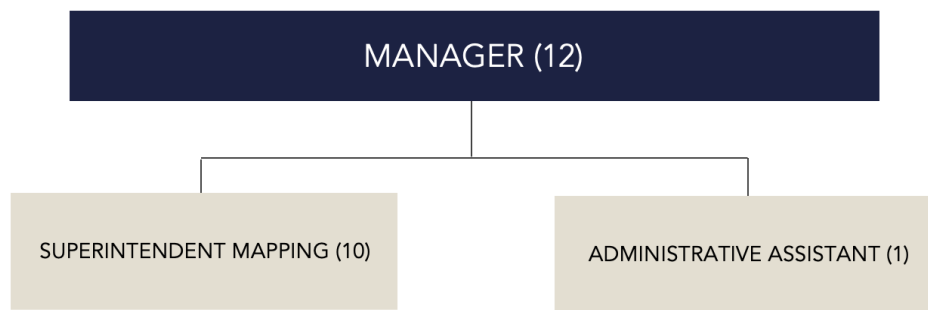 MANAGER (12)
SUPERINTENDENT MAPPING (10)
ADMINISTRATIVE ASSISTANT (1)